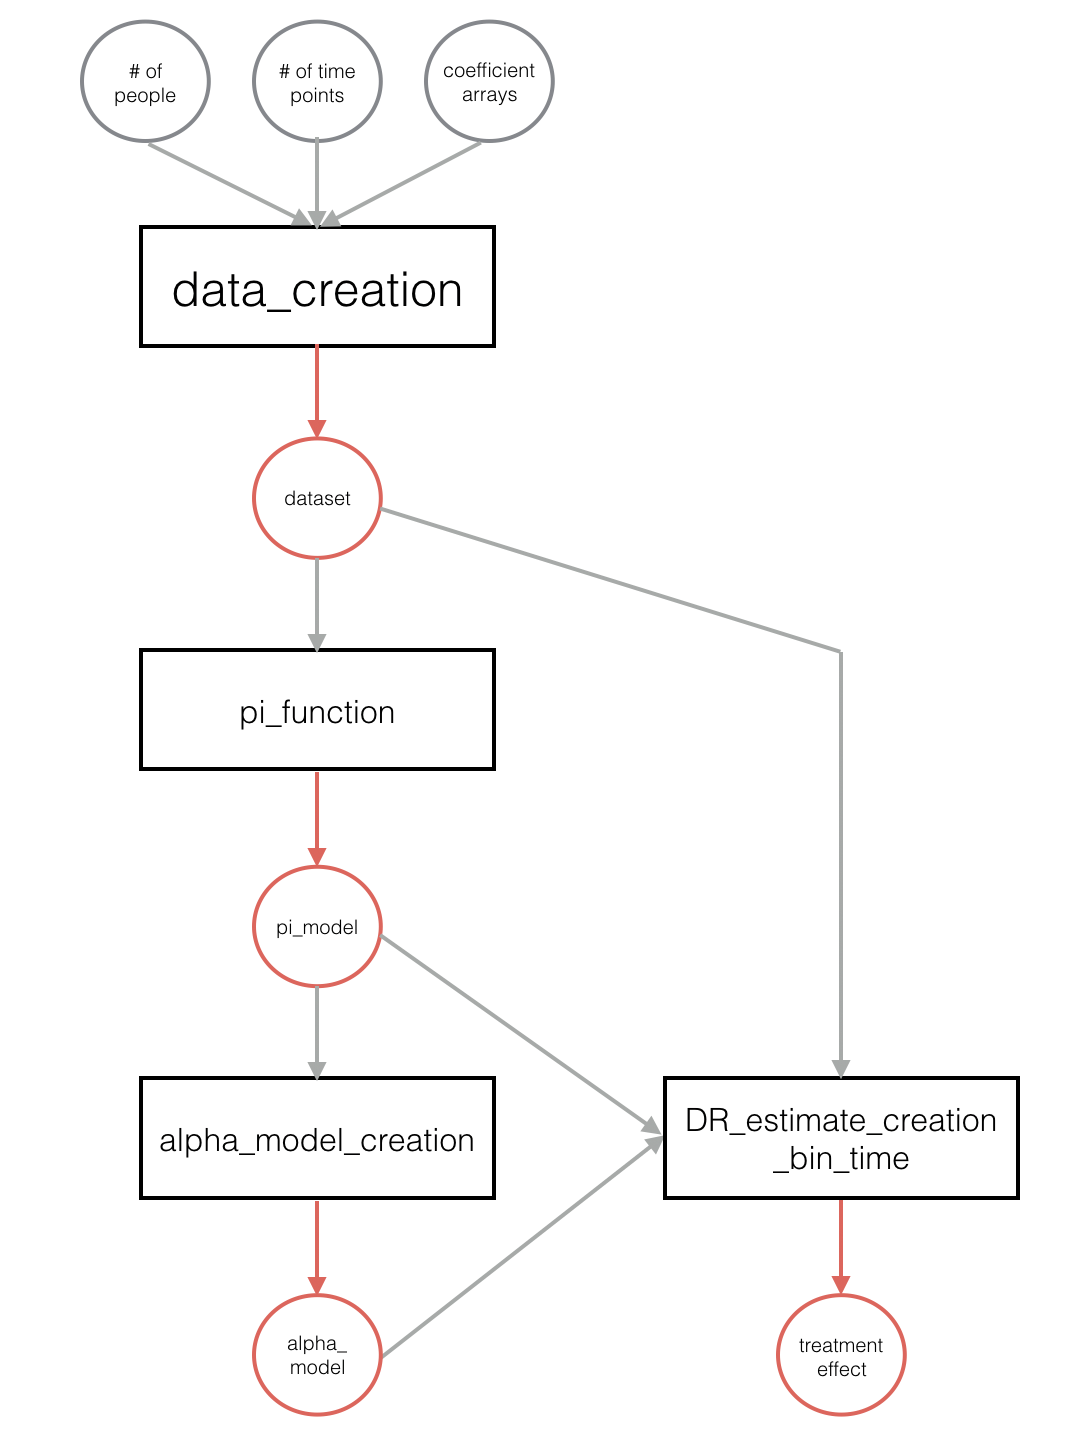 # of
people
# of time
points
coefficient
arrays
data_creation
dataset
pi_function
pi_model
alpha_model_creation
DR_estimate_creation
_bin_time
alpha_
model
treatment
effect